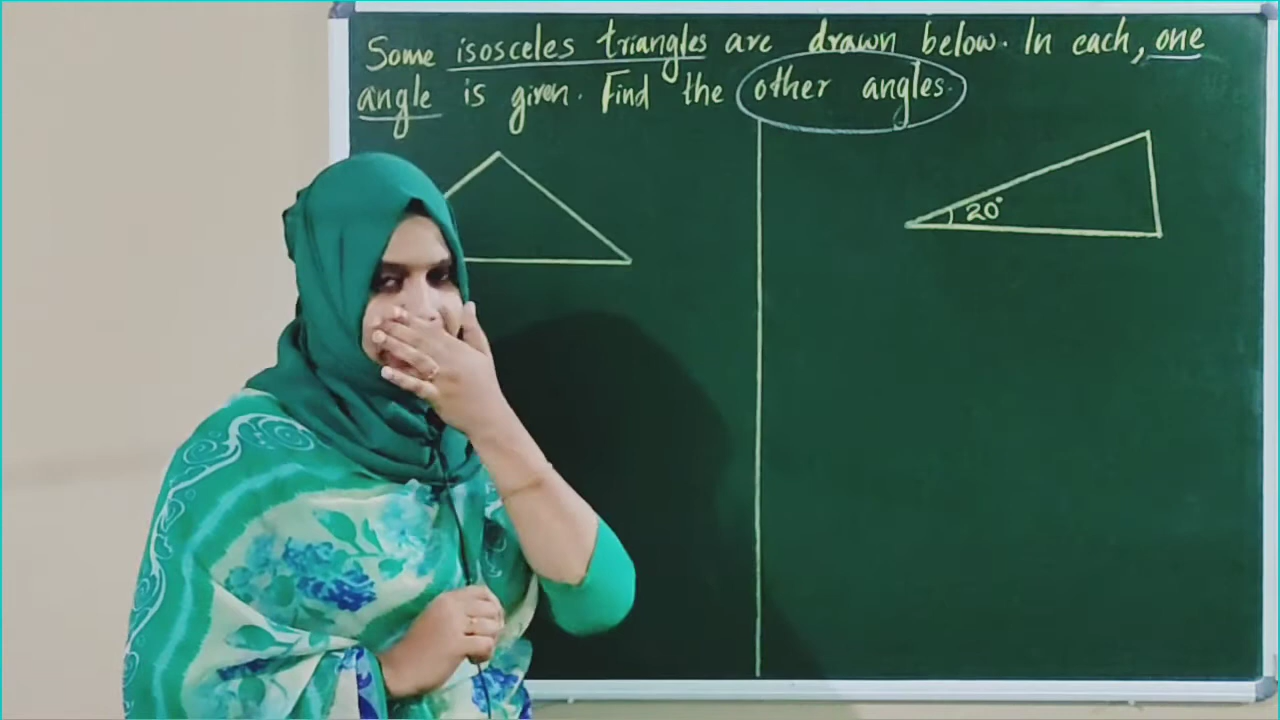 Some isosceles triangles are drawn below. In each, one
angle is given. Find the other angles.
20°